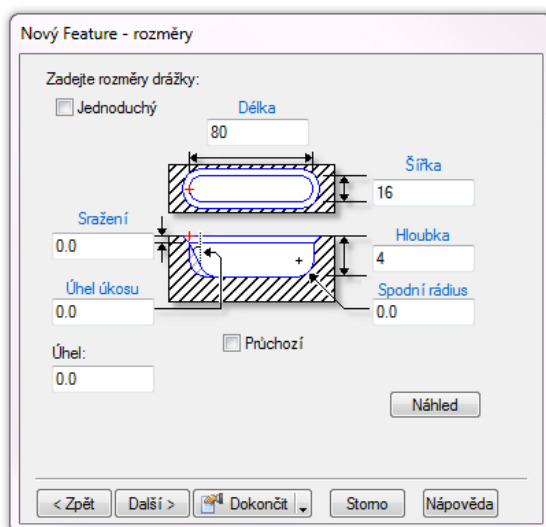 Nový Feature - rozměry
Zadejte rozměry drážky:
Jednoduchý
Délka
80
Šířka
16
Sražení
0.0
Hloubka
4
Úhel úkosu
0.0
Spodní rádius
0.0
Úhel:
0.0
Průchozí
Náhled
< Zpět Další > Dokončit Storno Nápověda